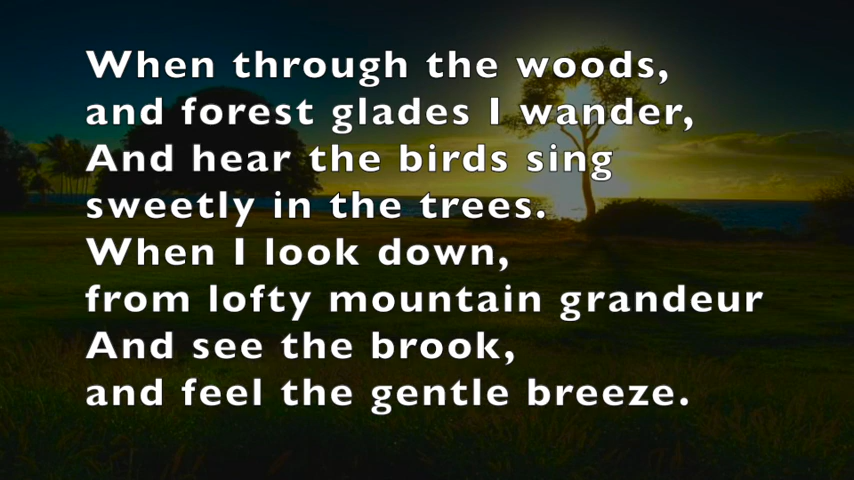 When through the woods,
and forest glades I wander,
And hear the birds sing
sweetly in the trees.
When I look down,
from lofty mountain grandeur
And see the brook,
and feel the gentle breeze.